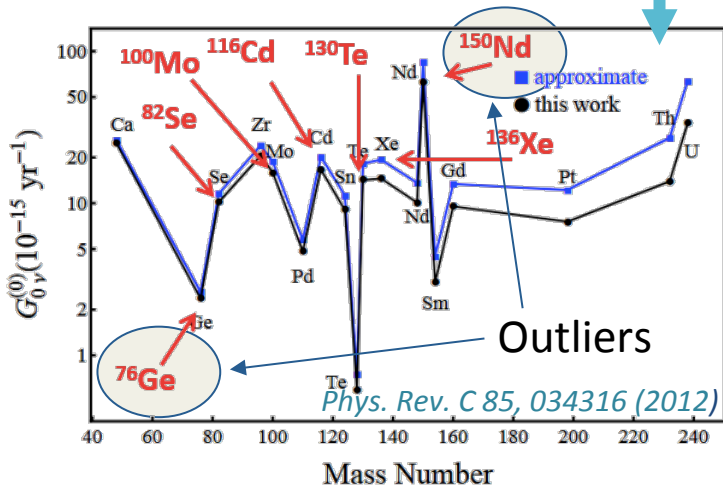 ¹⁰⁰Mo
¹¹⁶Cd
¹³⁰Te
¹⁵⁰Nd
⁸²Se
¹³⁶Xe
⁷⁶Ge
approximate
this work
Ca
Ge
Se
Zr
Mo
Pd
Cd
Sn
Te
Te
Xe
Nd
Nd
Sm
Gd
Pt
Th
U
Outliers
Phys. Rev. C 85, 034316 (2012)
G₀ᵥ⁽⁰⁾(10⁻¹⁵ yr⁻¹)
100
50
20
10
5
2
1
40 60 80 100 120 140 160 180 200 220 240
Mass Number